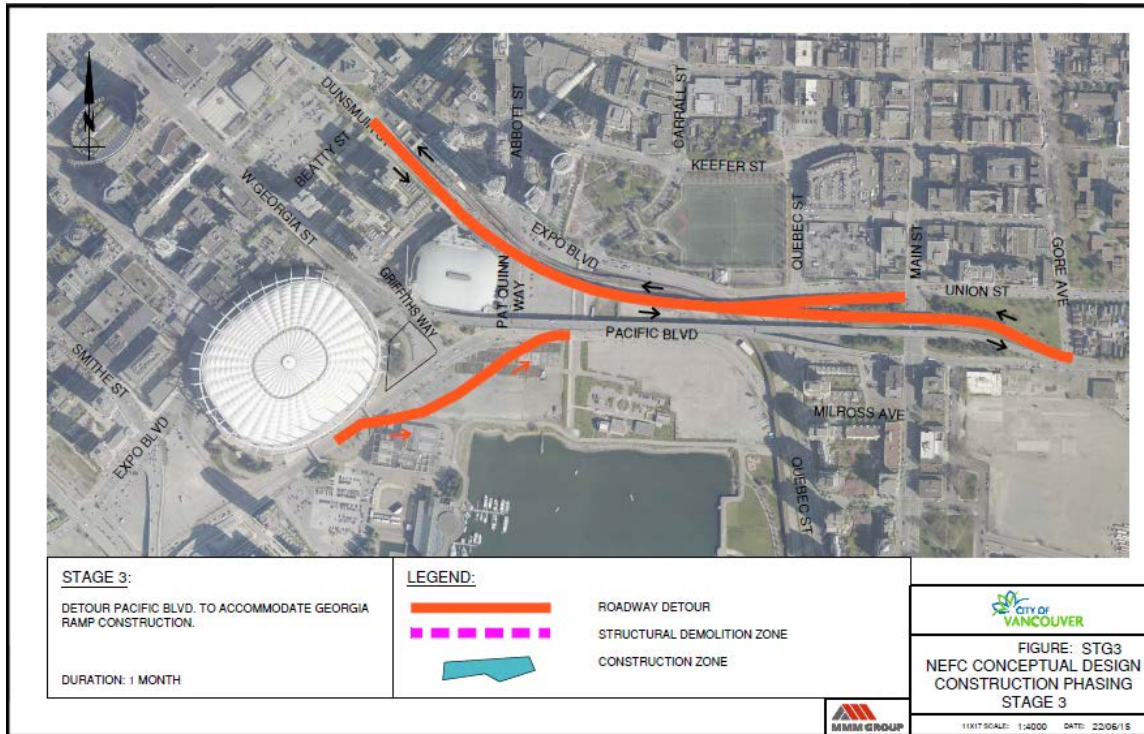 DUNSMUIR ST
ABBOTT ST
CARRALL ST
BEATTY ST
KEEFER ST
W.GEORGIA ST
QUEBEC ST
MAIN ST
GORE AVE
EXPO BLVD
UNION ST
GRIFFITHS WAY
PAT QUINN
WAY
PACIFIC BLVD
SMITHE ST
MILROSS AVE
EXPO BLVD
QUEBEC ST
STAGE 3:
DETOUR PACIFIC BLVD. TO ACCOMMODATE GEORGIA
RAMP CONSTRUCTION.
DURATION: 1 MONTH
LEGEND:
ROADWAY DETOUR
STRUCTURAL DEMOLITION ZONE
CONSTRUCTION ZONE
CITY OF
VANCOUVER
FIGURE: STG3
NEFC CONCEPTUAL DESIGN
CONSTRUCTION PHASING
STAGE 3
11X17 SCALE: 1:4000 DATE: 22/06/15
MMM GROUP